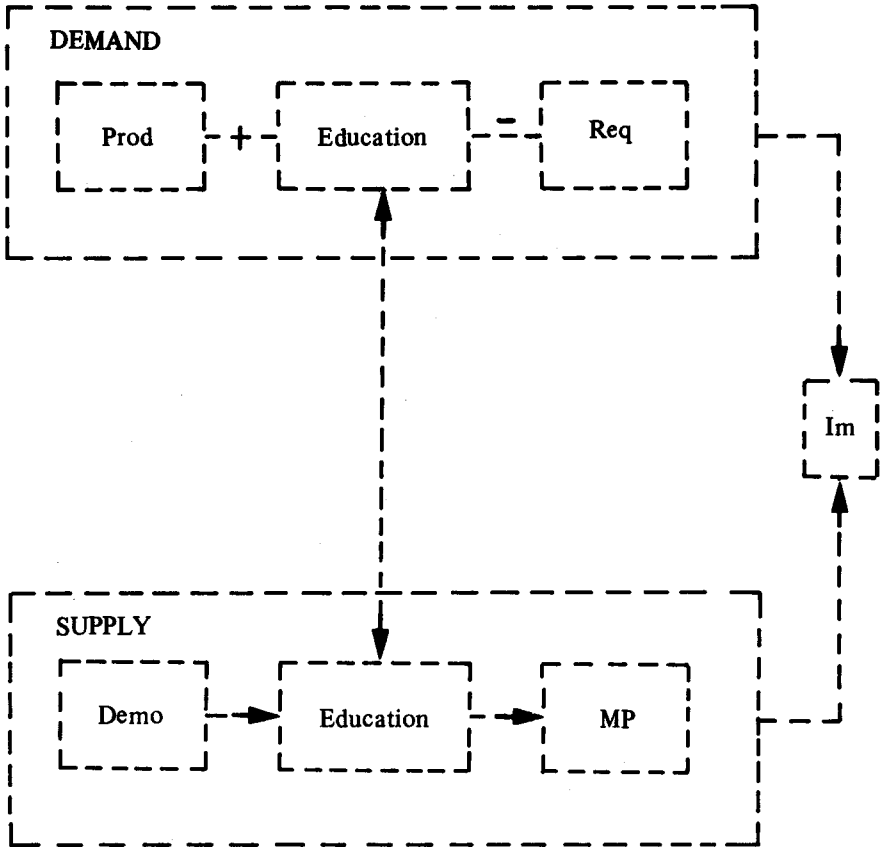 DEMAND
Prod + Education - Req
Im
SUPPLY
Demo Education MP